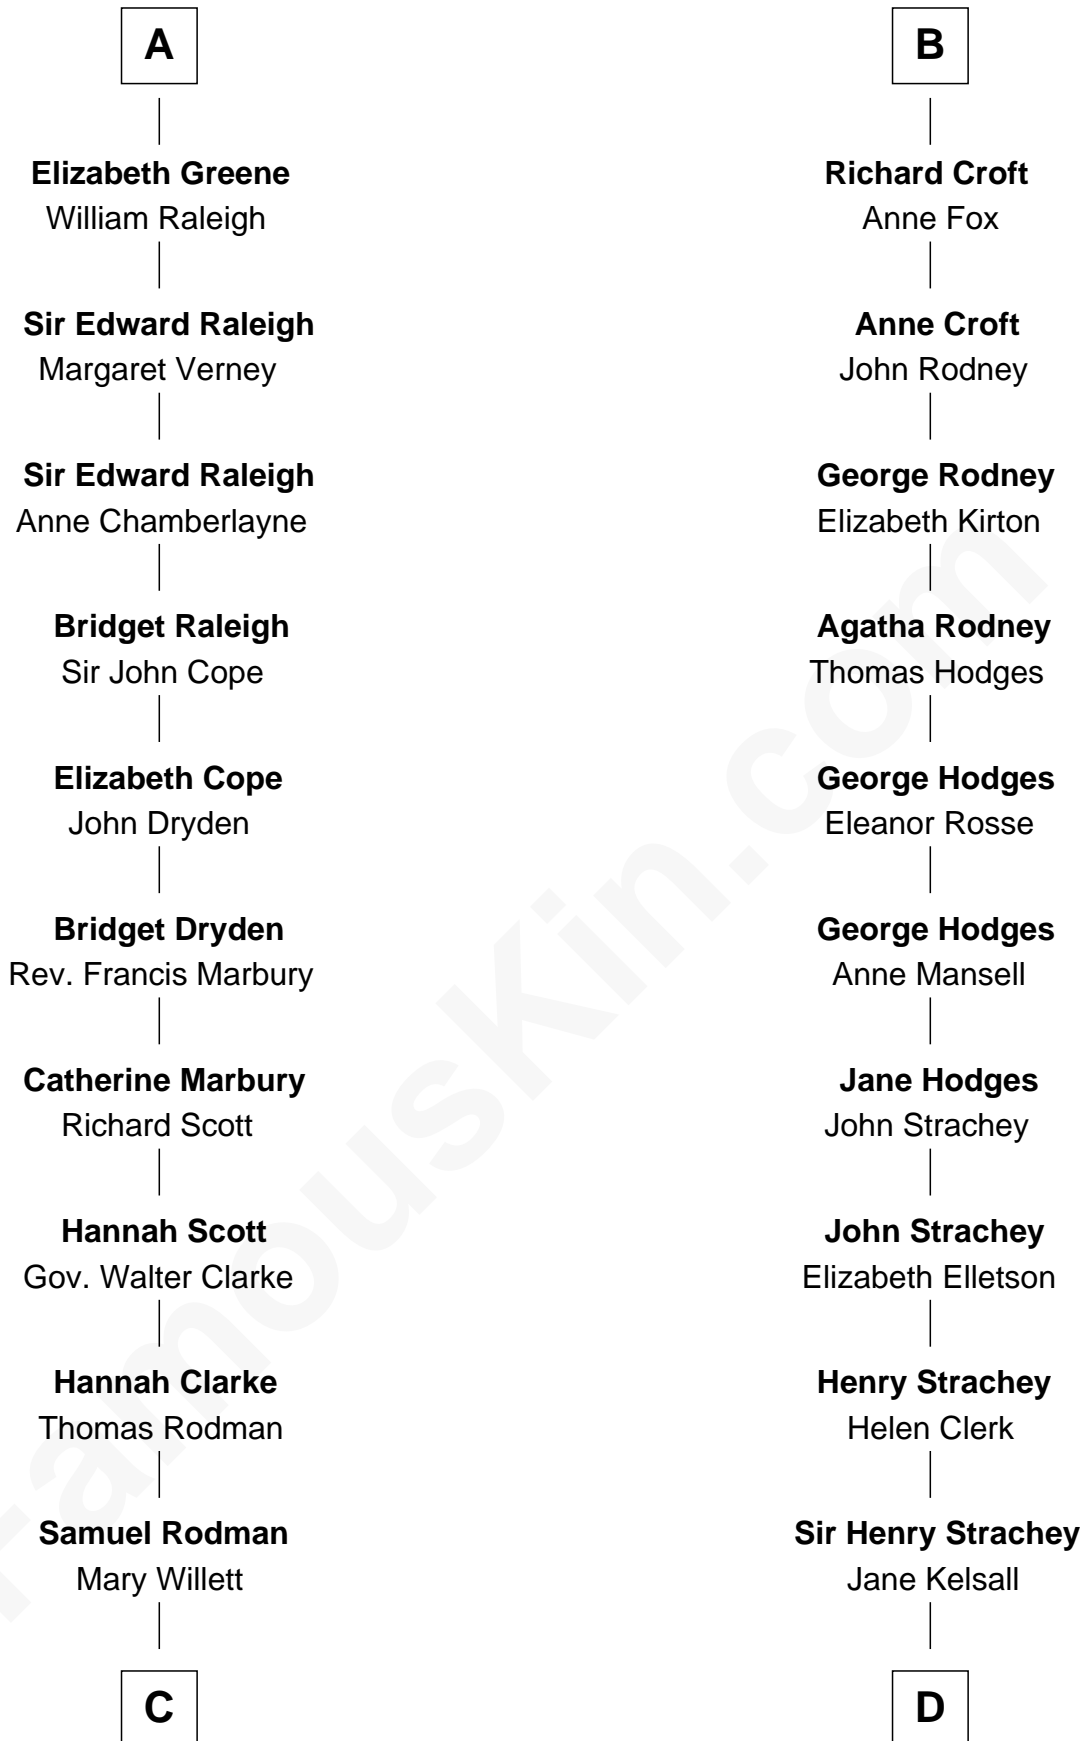 A
Elizabeth Greene
William Raleigh
Sir Edward Raleigh
Margaret Verney
Sir Edward Raleigh
Anne Chamberlayne
Bridget Raleigh
Sir John Cope
Elizabeth Cope
John Dryden
Bridget Dryden
Rev. Francis Marbury
Catherine Marbury
Richard Scott
Hannah Scott
Gov. Walter Clarke
Hannah Clarke
Thomas Rodman
Samuel Rodman
Mary Willett
C
B
Richard Croft
Anne Fox
Anne Croft
John Rodney
George Rodney
Elizabeth Kirton
Agatha Rodney
Thomas Hodges
George Hodges
Eleanor Rosse
George Hodges
Anne Mansell
Jane Hodges
John Strachey
John Strachey
Elizabeth Elletson
Henry Strachey
Helen Clerk
Sir Henry Strachey
Jane Kelsall
D
FamousKin.com